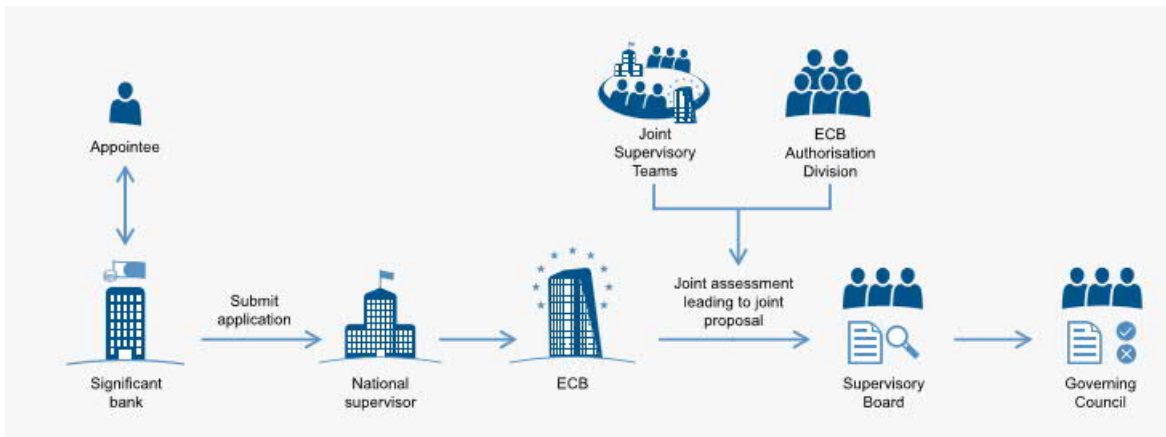 Appointee
Joint
Supervisory
Teams
ECB
Authorisation
Division
Submit
application
Joint assessment
leading to joint
proposal
Significant
bank
National
supervisor
ECB
Supervisory
Board
Governing
Council